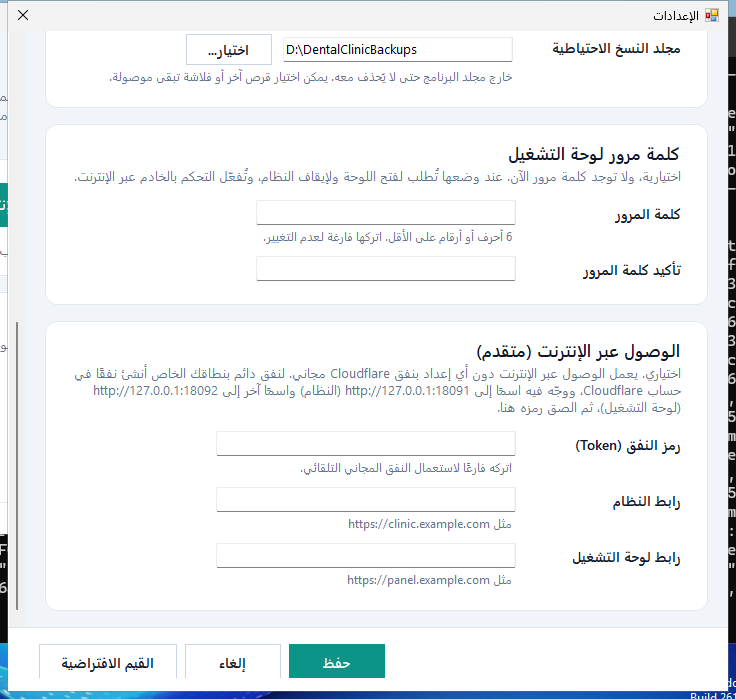 الإعدادات
مجلد النسخ الاحتياطية
D:\DentalClinicBackups
اختيار...
خارج مجلد البرنامج حتى لا يُحذف معه. يمكن اختيار قرص آخر أو فلاشة تبقى موصولة.
كلمة مرور لوحة التشغيل
اختيارية، ولا توجد كلمة مرور الآن. عند وضعها تُطلب لفتح اللوحة ولإيقاف النظام، وتُفعّل التحكم بالخادم عبر الإنترنت.
كلمة المرور
6 أحرف أو أرقام على الأقل. اتركها فارغة لعدم التغيير.
تأكيد كلمة المرور
الوصول عبر الإنترنت (متقدم)
اختياري. يعمل الوصول عبر الإنترنت دون أي إعداد بنفق Cloudflare مجاني. لنفق دائم بنطاقك الخاص أنشئ نفقًا في
حساب Cloudflare، ووجّه فيه اسمًا إلى http://127.0.0.1:18091 (النظام) واسمًا آخر إلى http://127.0.0.1:18092
(لوحة التشغيل)، ثم الصق رمزه هنا.
رمز النفق (Token)
اتركه فارغًا لاستعمال النفق المجاني التلقائي.
رابط النظام
مثل https://clinic.example.com
رابط لوحة التشغيل
مثل https://panel.example.com
حفظ
إلغاء
القيم الافتراضية